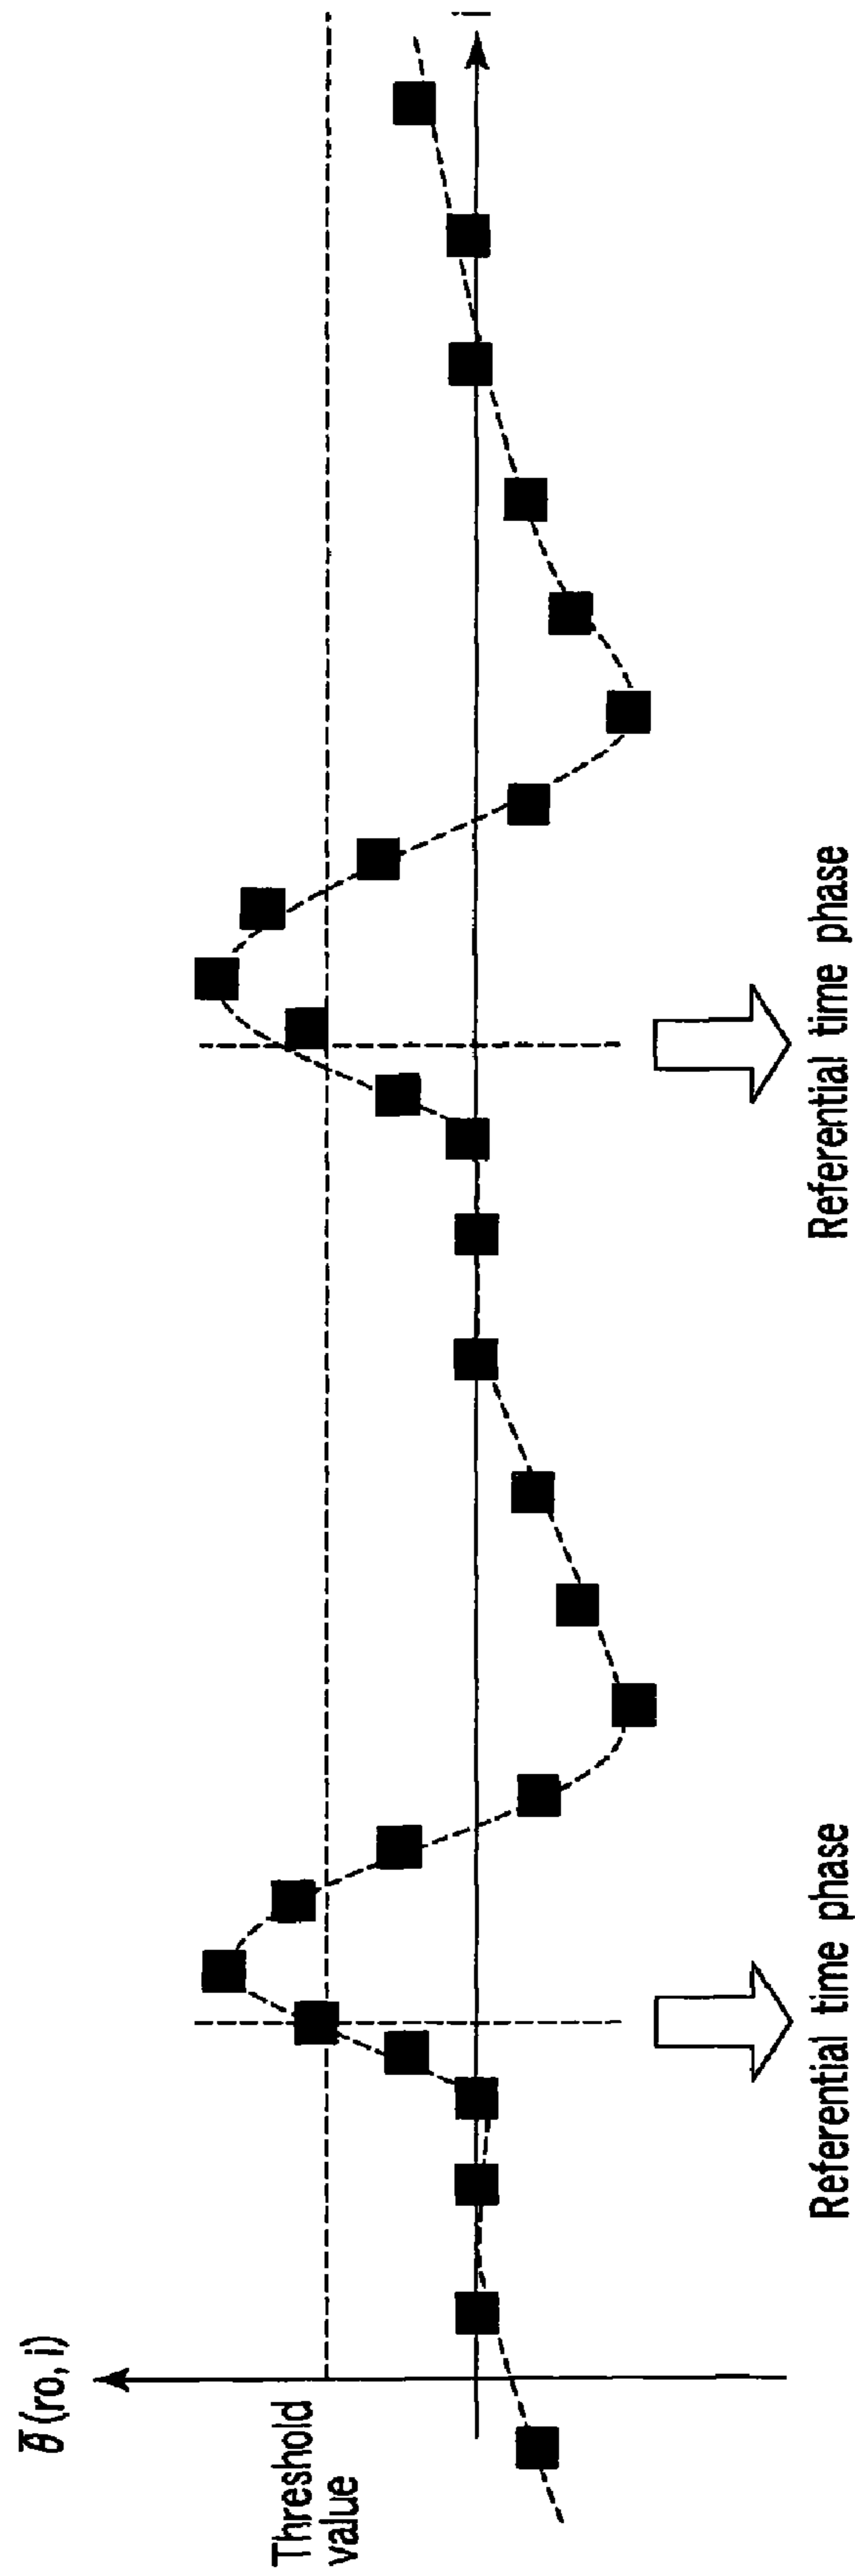 θ̄ (ro, i)
Threshold
value
i
Referential time phase
Referential time phase